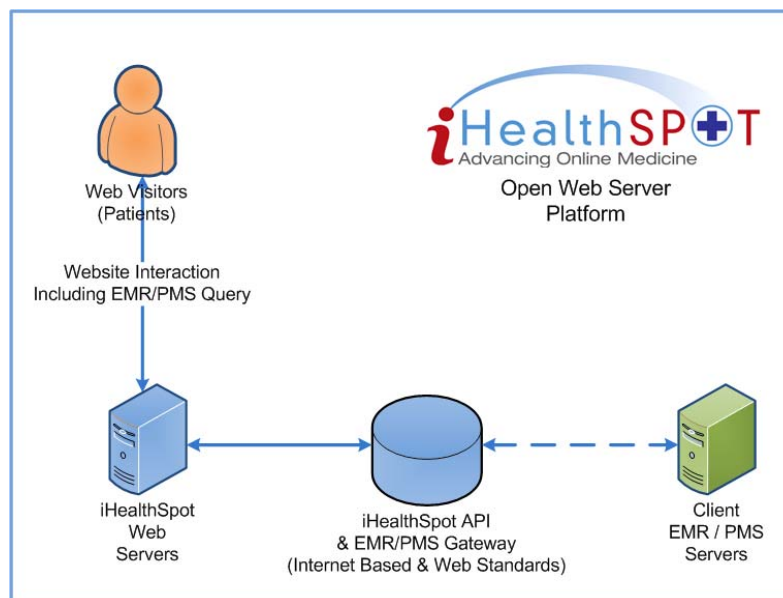 iHealthSPOT
Advancing Online Medicine
Open Web Server
Platform
Web Visitors
(Patients)
Website Interaction
Including EMR/PMS Query
iHealthSpot
Web
Servers
iHealthSpot API
& EMR/PMS Gateway
(Internet Based & Web Standards)
Client
EMR / PMS
Servers